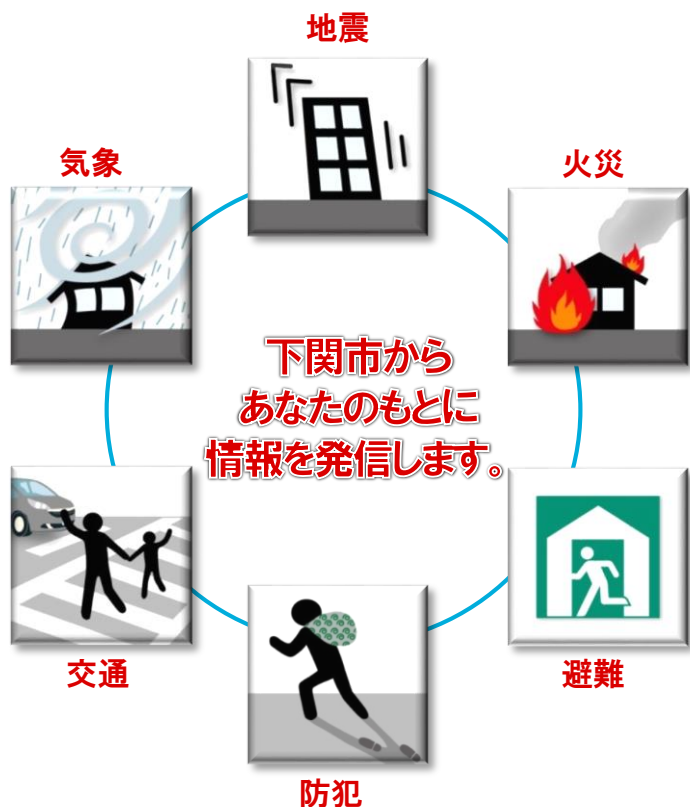 地震
気象
火災
下関市から
あなたのもとに
情報を発信します。
交通
避難
防犯